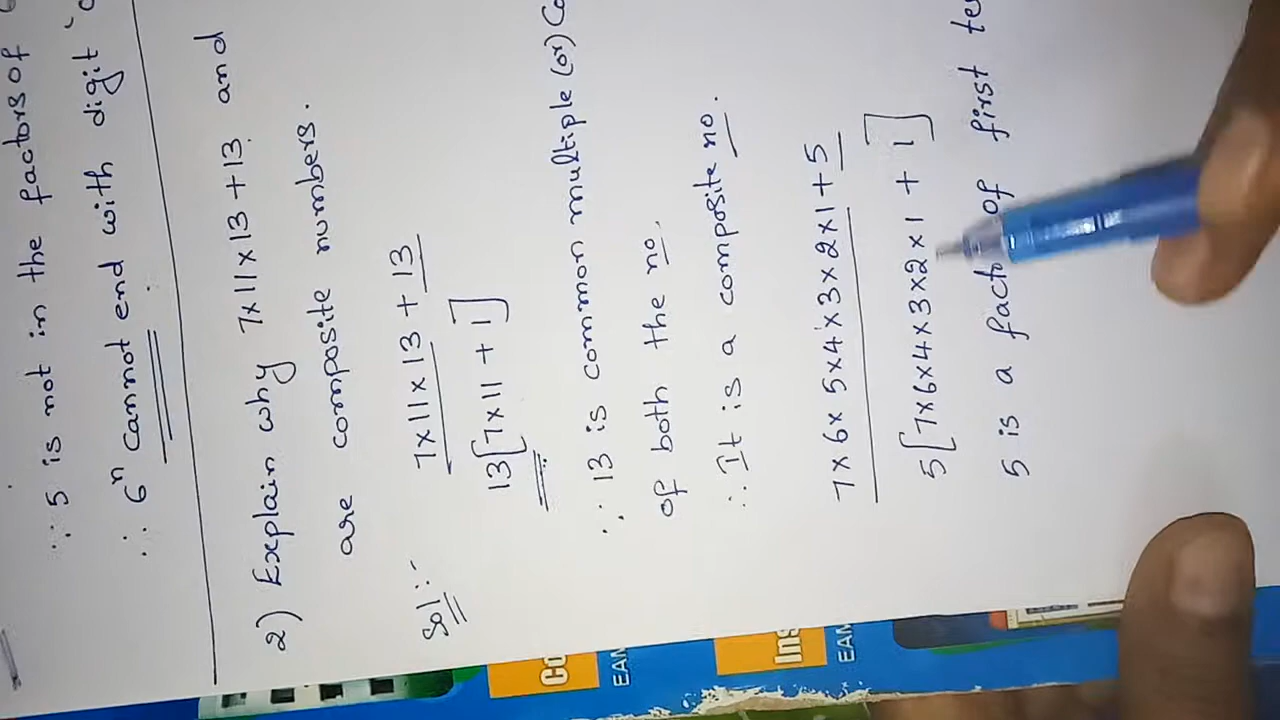 ∴ 5 is not in the factors of
∴ 6ⁿ cannot end with digit
2) Explain why 7×11×13+13 and
are composite numbers.
Sol:-
7×11×13+13
13[7×11+1]
∴ 13 is common multiple (or)
of both the no.
∴ It is a composite no.
7×6×5×4×3×2×1+5
5[7×6×4×3×2×1+1]
5 is a factor of first
EAM
EAM